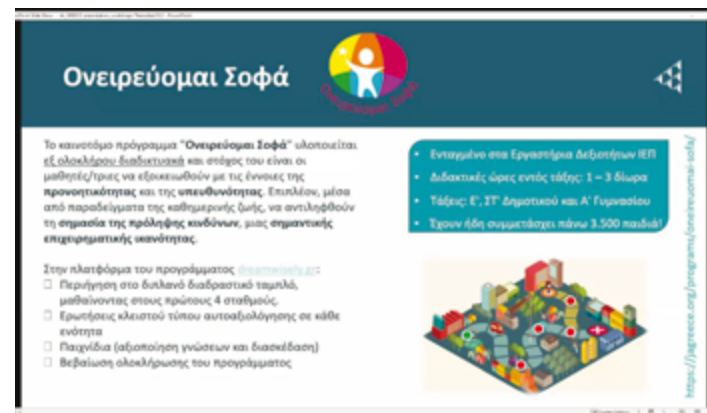 Ονειρεύομαι Σοφά
Ονειρεύομαι Σοφά
Το καινοτόμο πρόγραμμα "Ονειρεύομαι Σοφά" υλοποιείται
εξ ολοκλήρου διαδικτυακά και στόχος του είναι οι
μαθητές/τριες να εξοικειωθούν με τις έννοιες της
προνοητικότητας και της υπευθυνότητας. Επιπλέον, μέσα
από παραδείγματα της καθημερινής ζωής, να αντιληφθούν
τη σημασία της πρόληψης κινδύνων, μιας σημαντικής
επιχειρηματικής ικανότητας.
Στην πλατφόρμα του προγράμματος dreamwisely.gr:
Περιήγηση στο διπλανό διαδραστικό ταμπλό,
μαθαίνοντας στους πρώτους 4 σταθμούς.
Ερωτήσεις κλειστού τύπου αυτοαξιολόγησης σε κάθε
ενότητα
Παιχνίδια (αξιοποίηση γνώσεων και διασκέδαση)
Βεβαίωση ολοκλήρωσης του προγράμματος
• Ενταγμένο στα Εργαστήρια Δεξιοτήτων ΙΕΠ
• Διδακτικές ώρες εντός τάξης: 1 – 3 δίωρα
• Τάξεις: Ε', ΣΤ' Δημοτικού και Α' Γυμνασίου
• Έχουν ήδη συμμετάσχει πάνω 3.500 παιδιά!
https://jagreece.org/programs/oneirevomai-sofa/